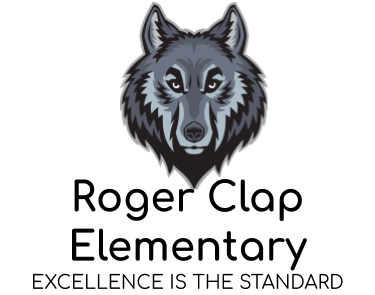 Roger Clap
Elementary
EXCELLENCE IS THE STANDARD